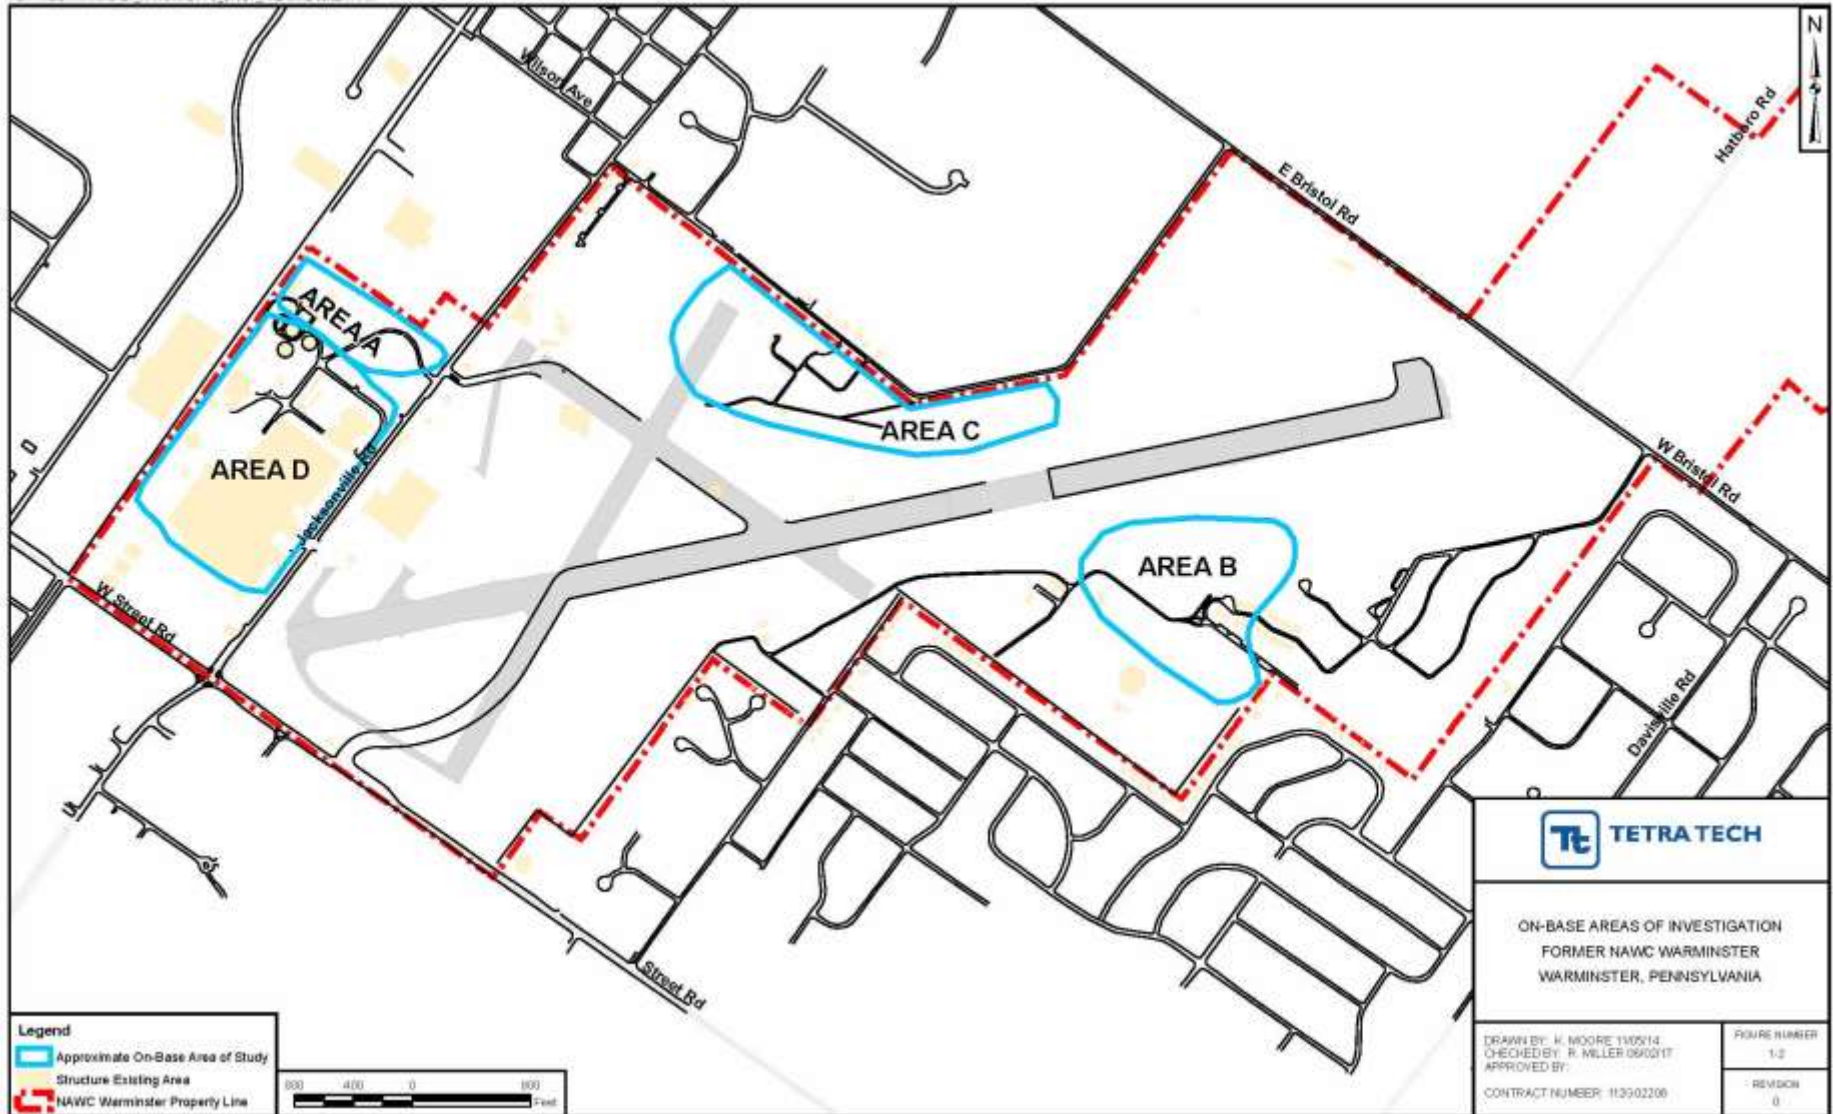 N
Wilson Ave
Hatboro Rd
E Bristol Rd
AREA A
AREA C
AREA D
Jacksonville Rd
W Bristol Rd
AREA B
W Street Rd
Davisville Rd
Street Rd
Tt TETRA TECH
ON-BASE AREAS OF INVESTIGATION
FORMER NAWC WARMINSTER
WARMINSTER, PENNSYLVANIA
Legend
Approximate On-Base Area of Study
Structure Existing Area
NAWC Warminster Property Line
800 400 0 800
Feet
DRAWN BY: K. MOORE 11/05/14
CHECKED BY: R. MILLER 06/02/17
APPROVED BY:
CONTRACT NUMBER: 112G02206
FIGURE NUMBER
1-2
REVISION
0